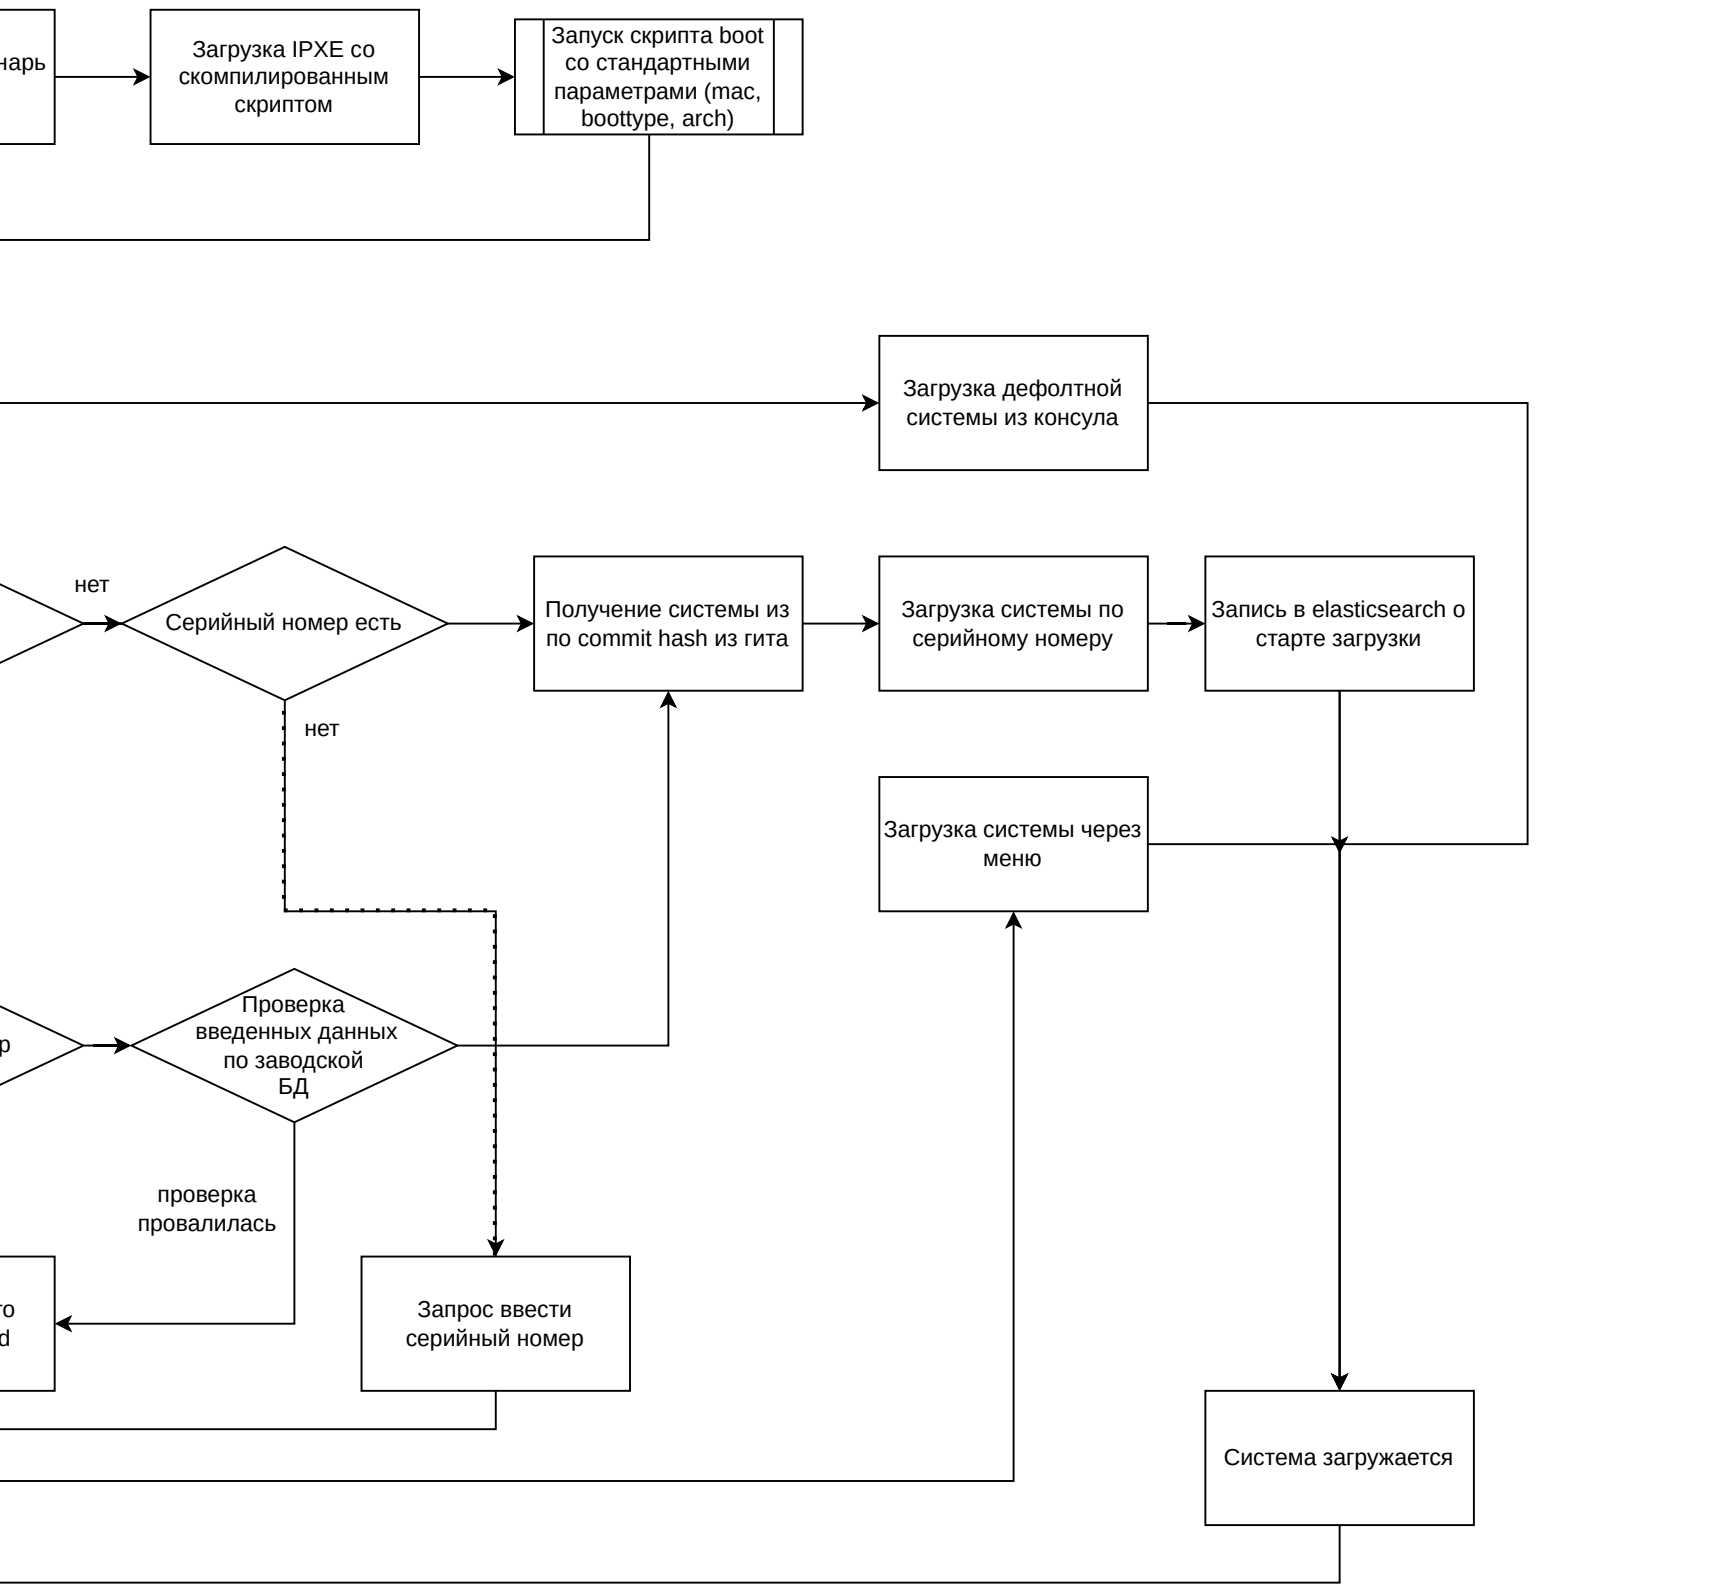 Загрузка IPXE со
скомпилированным
скриптом
Запуск скрипта boot
со стандартными
параметрами (mac,
boottype, arch)
Загрузка дефолтной
системы из консула
нет
Серийный номер есть
Получение системы из
по commit hash из гита
Загрузка системы по
серийному номеру
Запись в elasticsearch о
старте загрузки
нет
Загрузка системы через
меню
Проверка
введенных данных
по заводской
БД
проверка
провалилась
Запрос ввести
серийный номер
Система загружается